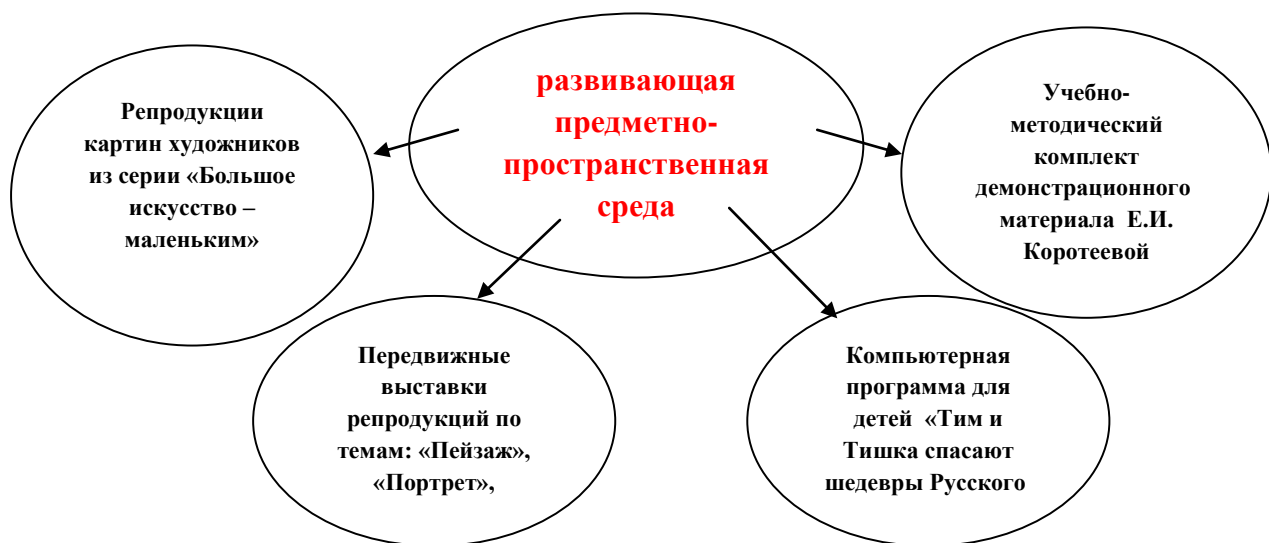 развивающая
предметно-
пространственная
среда
Репродукции
картин художников
из серии «Большое
искусство –
маленьким»
Учебно-
методический
комплект
демонстрационного
материала Е.И.
Коротеевой
Передвижные
выставки
репродукций по
темам: «Пейзаж»,
«Портрет»,
Компьютерная
программа для
детей «Тим и
Тишка спасают
шедевры Русского